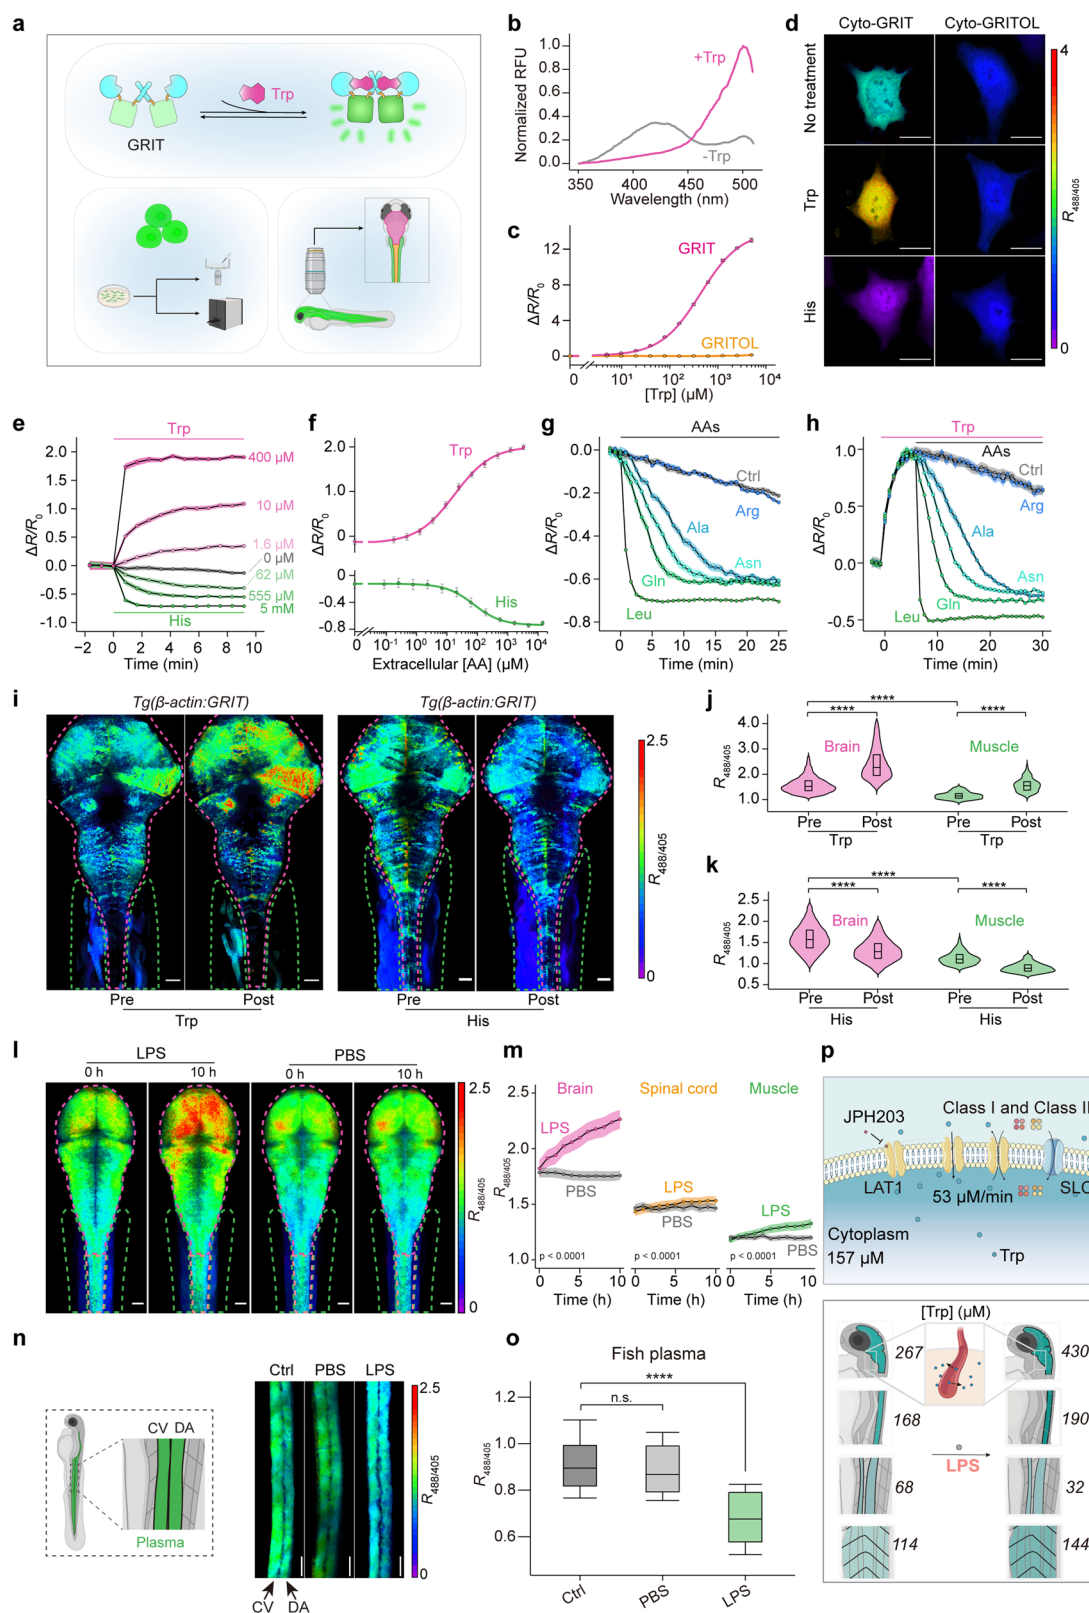 a
Trp
GRIT
b
Normalized RFU
1.0
0.8
0.6
0.4
0.2
0.0
+Trp
-Trp
350
400
450
500
Wavelength (nm)
c
ΔR/R0
12
8
4
0
GRIT
GRITOL
0
10¹
10²
10³
10⁴
[Trp] (µM)
d
Cyto-GRIT
Cyto-GRITOL
No treatment
Trp
His
4
R488/405
0
e
Trp
ΔR/R0
2.0
1.5
1.0
0.5
0.0
-0.5
-1.0
400 µM
10 µM
1.6 µM
0 µM
62 µM
555 µM
5 mM
His
−2
0
2
4
6
8
10
Time (min)
f
ΔR/R0
2.0
1.0
0.0
0.0
-0.8
Trp
His
0
10⁻¹
10⁰
10¹
10²
10³
10⁴
Extracellular [AA] (µM)
g
AAs
ΔR/R0
-0.0
-0.2
-0.4
-0.6
-0.8
Ctrl
Arg
Ala
Asn
Gln
Leu
0
5
10
15
20
25
Time (min)
h
Trp
AAs
ΔR/R0
1.0
0.5
0.0
-0.5
Ctrl
Arg
Ala
Asn
Gln
Leu
0
10
20
30
Time (min)
i
Tg(β-actin:GRIT)
Tg(β-actin:GRIT)
2.5
R488/405
0
Pre
Post
Trp
Pre
Post
His
j
R488/405
4.0
3.0
2.0
1.0
****
****
****
Brain
Muscle
Pre
Post
Trp
Pre
Post
Trp
k
R488/405
2.5
2.0
1.5
1.0
0.5
****
****
****
Brain
Muscle
Pre
Post
His
Pre
Post
His
l
LPS
PBS
0 h
10 h
0 h
10 h
2.5
R488/405
0
m
R488/405
2.5
2.0
1.5
1.0
Brain
Spinal cord
Muscle
LPS
PBS
LPS
PBS
LPS
PBS
p < 0.0001
p < 0.0001
p < 0.0001
0
5
10
0
5
10
0
5
10
Time (h)
Time (h)
Time (h)
n
CV
DA
Plasma
Ctrl
PBS
LPS
2.5
R488/405
0
CV
DA
o
Fish plasma
R488/405
1.2
1.0
0.8
0.6
****
n.s.
Ctrl
PBS
LPS
p
JPH203
Class I and Class II
LAT1
53 µM/min
SLC
Cytoplasm
157 µM
Trp
[Trp] (µM)
267
430
168
190
LPS
68
32
114
144